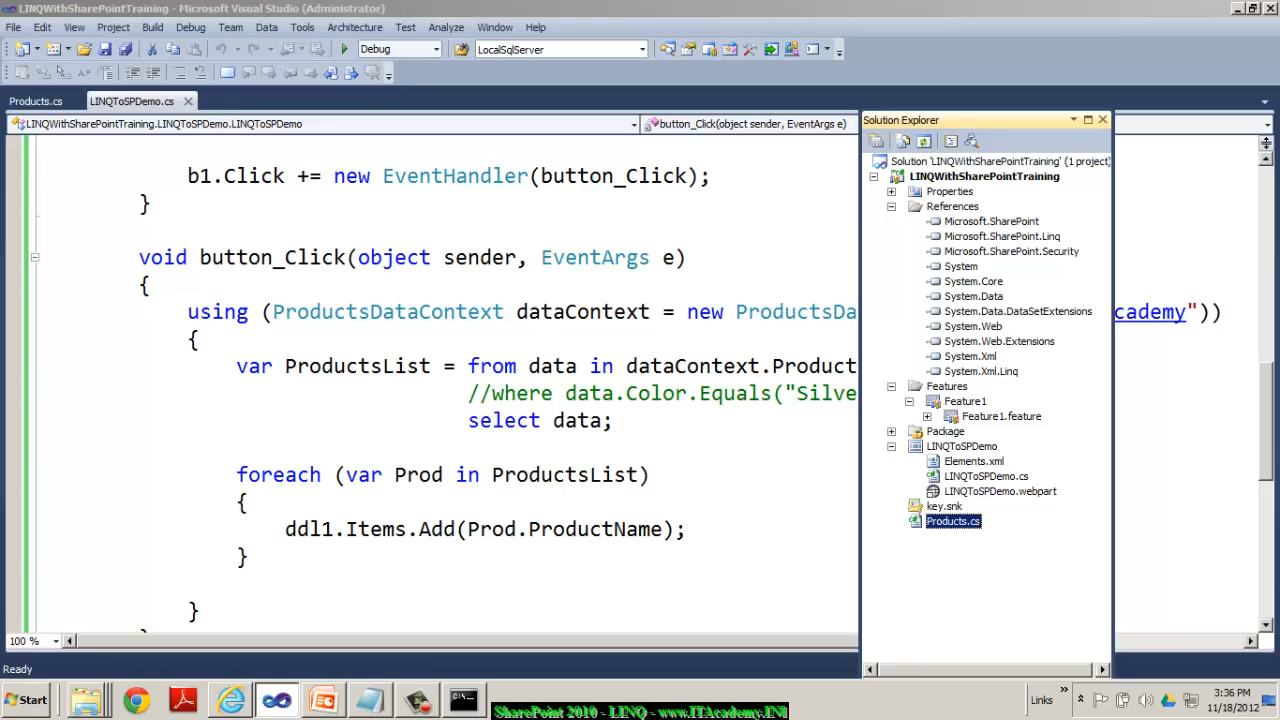 LINQWithSharePointTraining - Microsoft Visual Studio (Administrator)
File Edit View Project Build Debug Team Data Tools Architecture Test Analyze Window Help
Debug LocalSqlServer
Products.cs LINQToSPDemo.cs
LINQWithSharePointTraining.LINQToSPDemo.LINQToSPDemo button_Click(object sender, EventArgs e)
b1.Click += new EventHandler(button_Click);
}
void button_Click(object sender, EventArgs e)
{
using (ProductsDataContext dataContext = new ProductsDa
cademy"))
{
var ProductsList = from data in dataContext.Product
//where data.Color.Equals("Silve
select data;
foreach (var Prod in ProductsList)
{
ddl1.Items.Add(Prod.ProductName);
}
}
100 %
Solution Explorer
Solution 'LINQWithSharePointTraining' (1 project)
LINQWithSharePointTraining
Properties
References
Microsoft.SharePoint
Microsoft.SharePoint.Linq
Microsoft.SharePoint.Security
System
System.Core
System.Data
System.Data.DataSetExtensions
System.Web
System.Web.Extensions
System.Xml
System.Xml.Linq
Features
Feature1
Feature1.feature
Package
LINQToSPDemo
Elements.xml
LINQToSPDemo.cs
LINQToSPDemo.webpart
key.snk
Products.cs
Ready
Start
Links
3:36 PM
11/18/2012
SharePoint 2010 - LINQ - www.ITAcademy.IN!